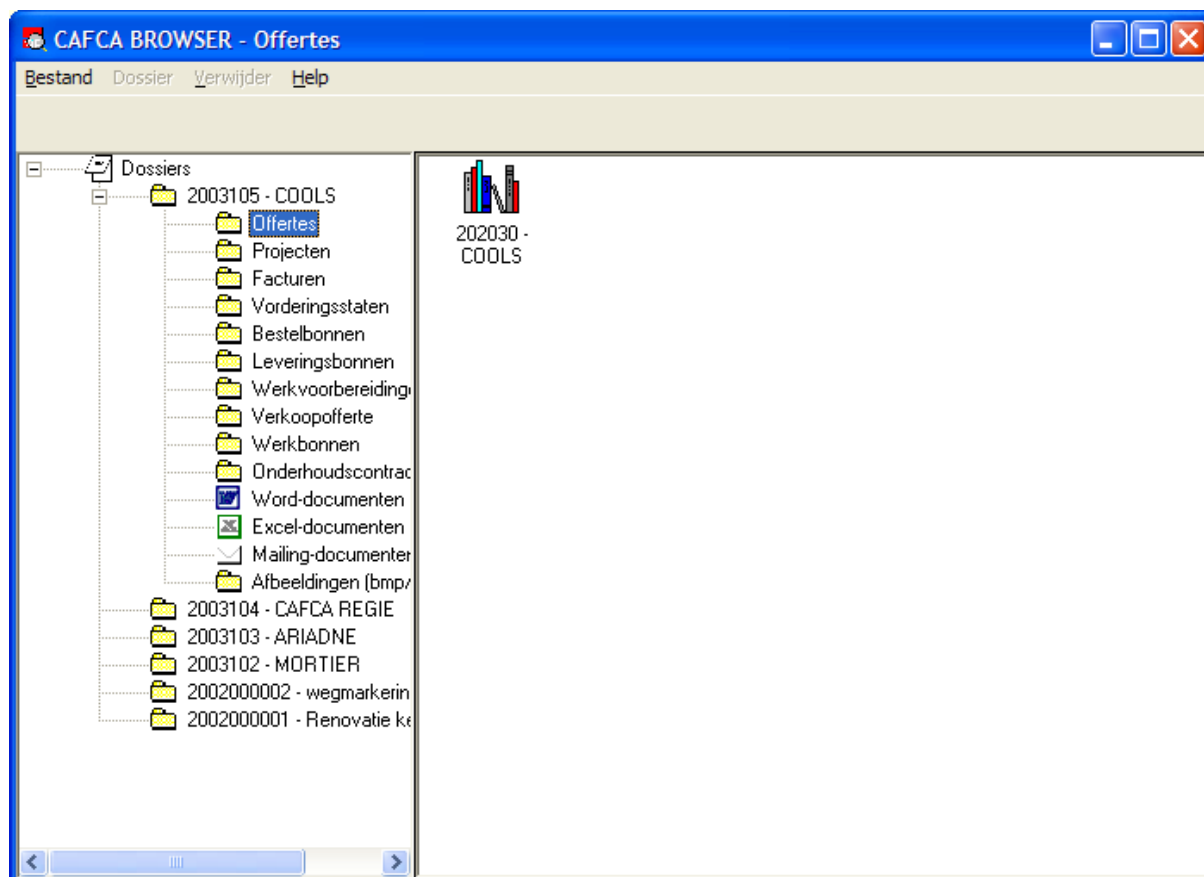 CAFCA BROWSER - Offertes
Bestand Dossier Verwijder Help
Dossiers
2003105 - COOLS
Offertes
Projecten
Facturen
Vorderingsstaten
Bestelbonnen
Leveringsbonnen
Werkvoorbereiding
Verkoopofferte
Werkbonnen
Onderhoudscontrac
Word-documenten
Excel-documenten
Mailing-documenten
Afbeeldingen (bmp/
2003104 - CAFCA REGIE
2003103 - ARIADNE
2003102 - MORTIER
2002000002 - wegmarkerin
2002000001 - Renovatie ke
202030 -
COOLS